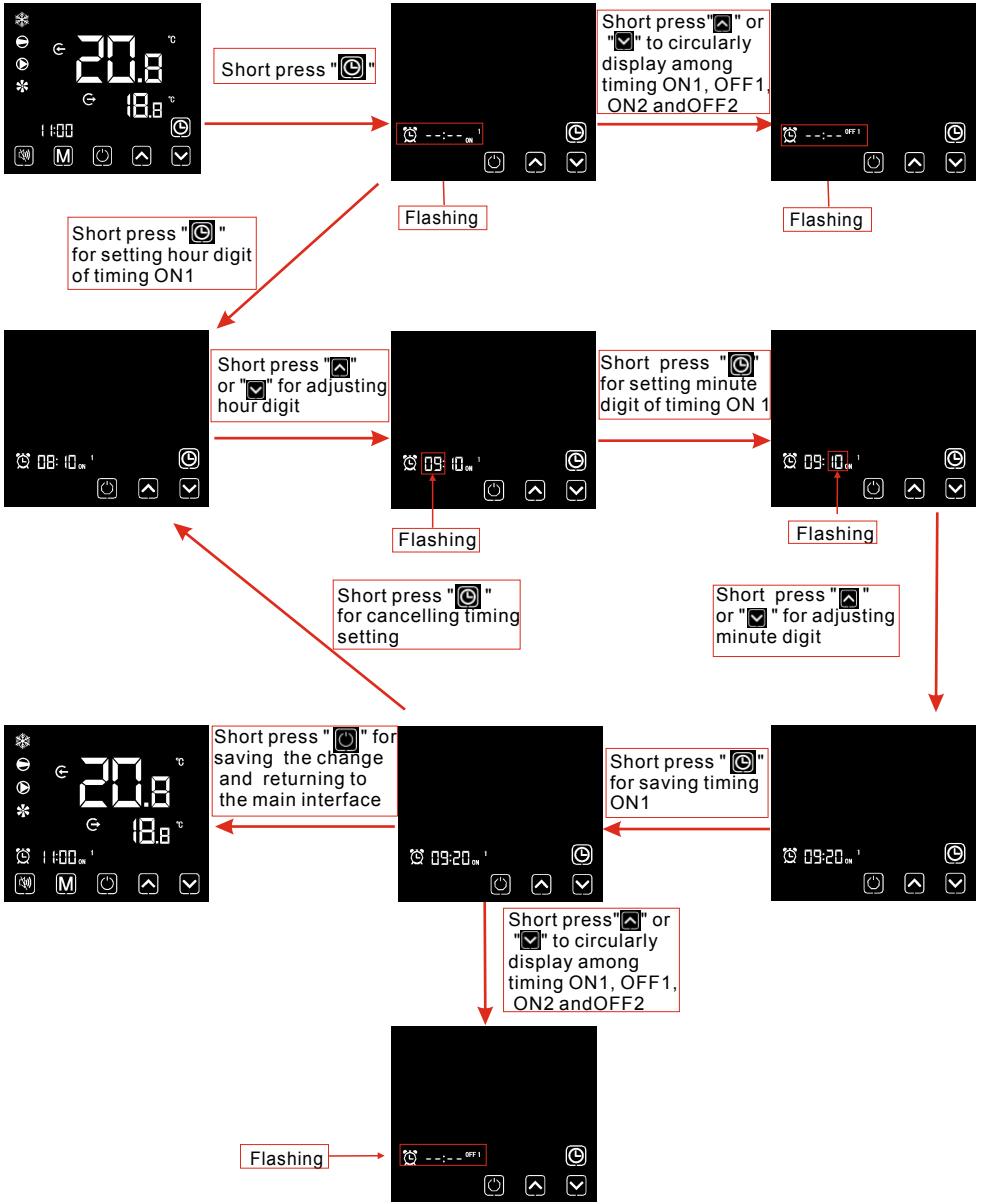 20.8 °C
18.8 °C
11:00
M
Short press " "
--:-- ON 1
Flashing
Short press" " or
" " to circularly
display among
timing ON1, OFF1,
ON2 andOFF2
--:-- OFF 1
Flashing
Short press " "
for setting hour digit
of timing ON1
08:10 ON 1
Short press " "
or " " for adjusting
hour digit
09:10 ON 1
Flashing
Short press " "
for setting minute
digit of timing ON 1
09:10 ON 1
Flashing
Short press " "
for cancelling timing
setting
Short press " "
or " " for adjusting
minute digit
20.8 °C
18.8 °C
11:00 ON 1
M
Short press " " for
saving the change
and returning to
the main interface
09:20 ON 1
Short press " "
for saving timing
ON1
09:20 ON 1
Short press" " or
" " to circularly
display among
timing ON1, OFF1,
ON2 andOFF2
Flashing
--:-- OFF 1